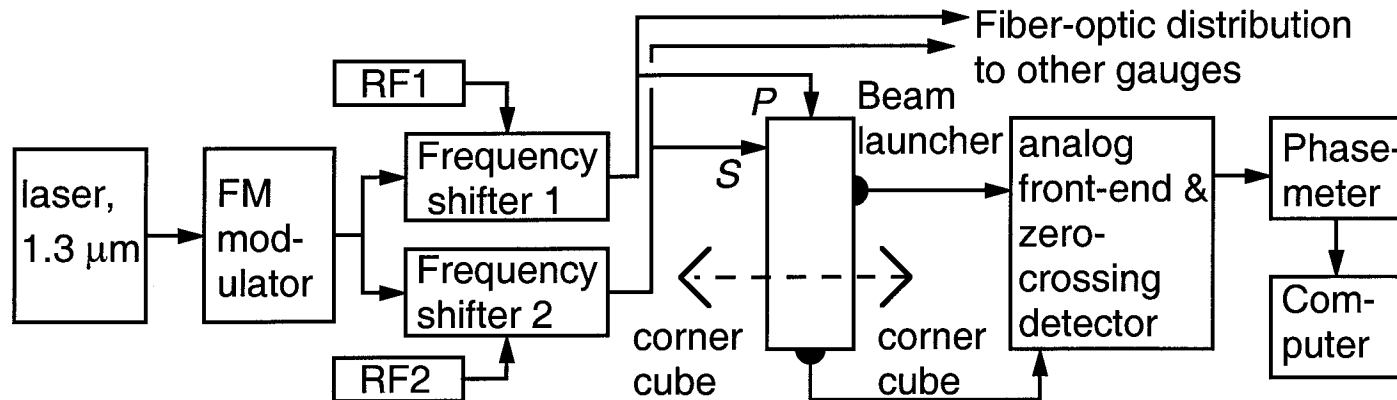 Fiber-optic distribution
to other gauges
RF1
P
Beam
launcher
S
laser,
1.3 μm
FM
mod-
ulator
Frequency
shifter 1
Frequency
shifter 2
RF2
corner
cube
corner
cube
analog
front-end &
zero-
crossing
detector
Phase-
meter
Com-
puter